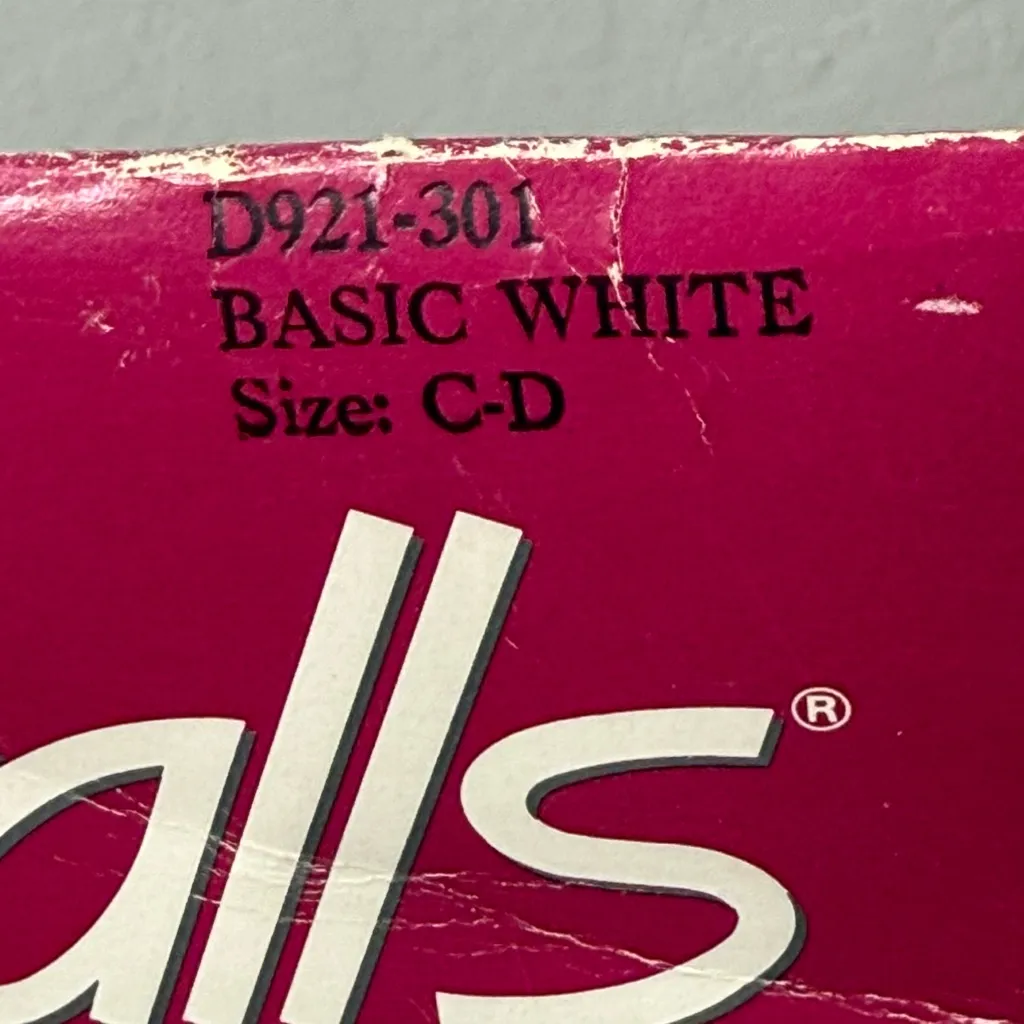 D921-301
BASIC WHITE
Size: C-D
alls®